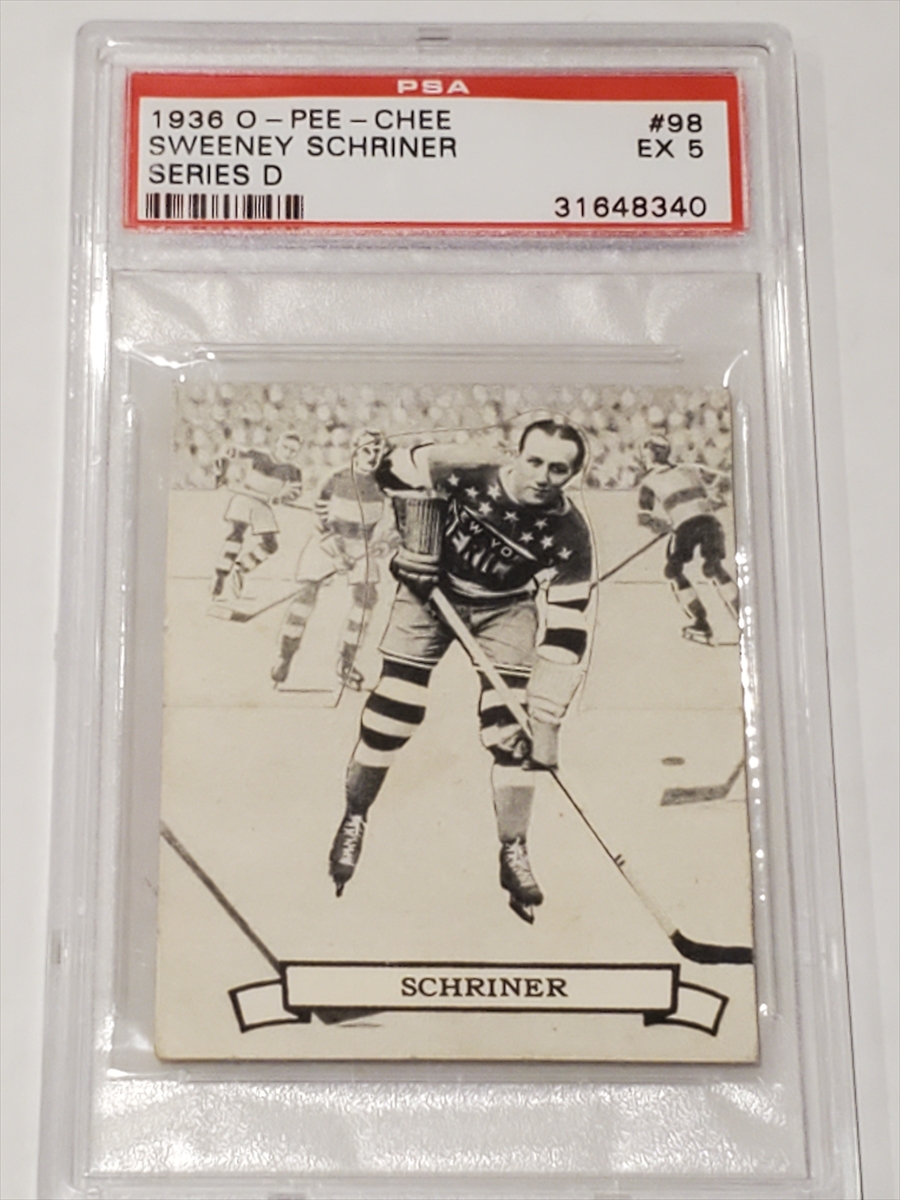 PSA
1936 O-PEE-CHEE #98
SWEENEY SCHRINER EX 5
SERIES D
31648340
SCHRINER